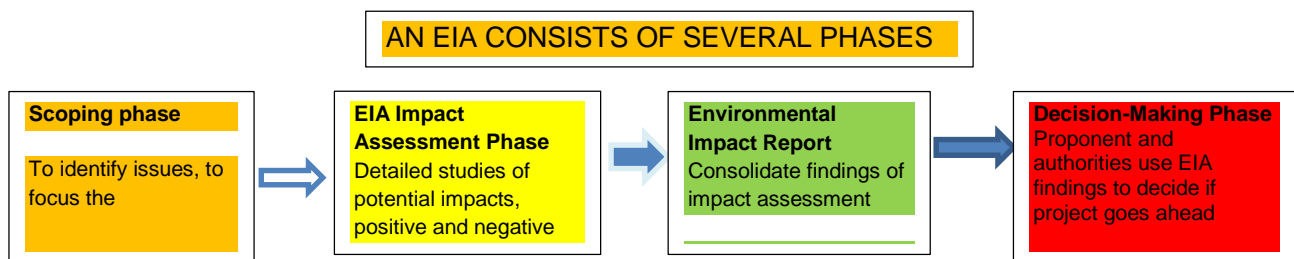 AN EIA CONSISTS OF SEVERAL PHASES
Scoping phase
To identify issues, to
focus the
EIA Impact
Assessment Phase
Detailed studies of
potential impacts,
positive and negative
Environmental
Impact Report
Consolidate findings of
impact assessment
Decision-Making Phase
Proponent and
authorities use EIA
findings to decide if
project goes ahead